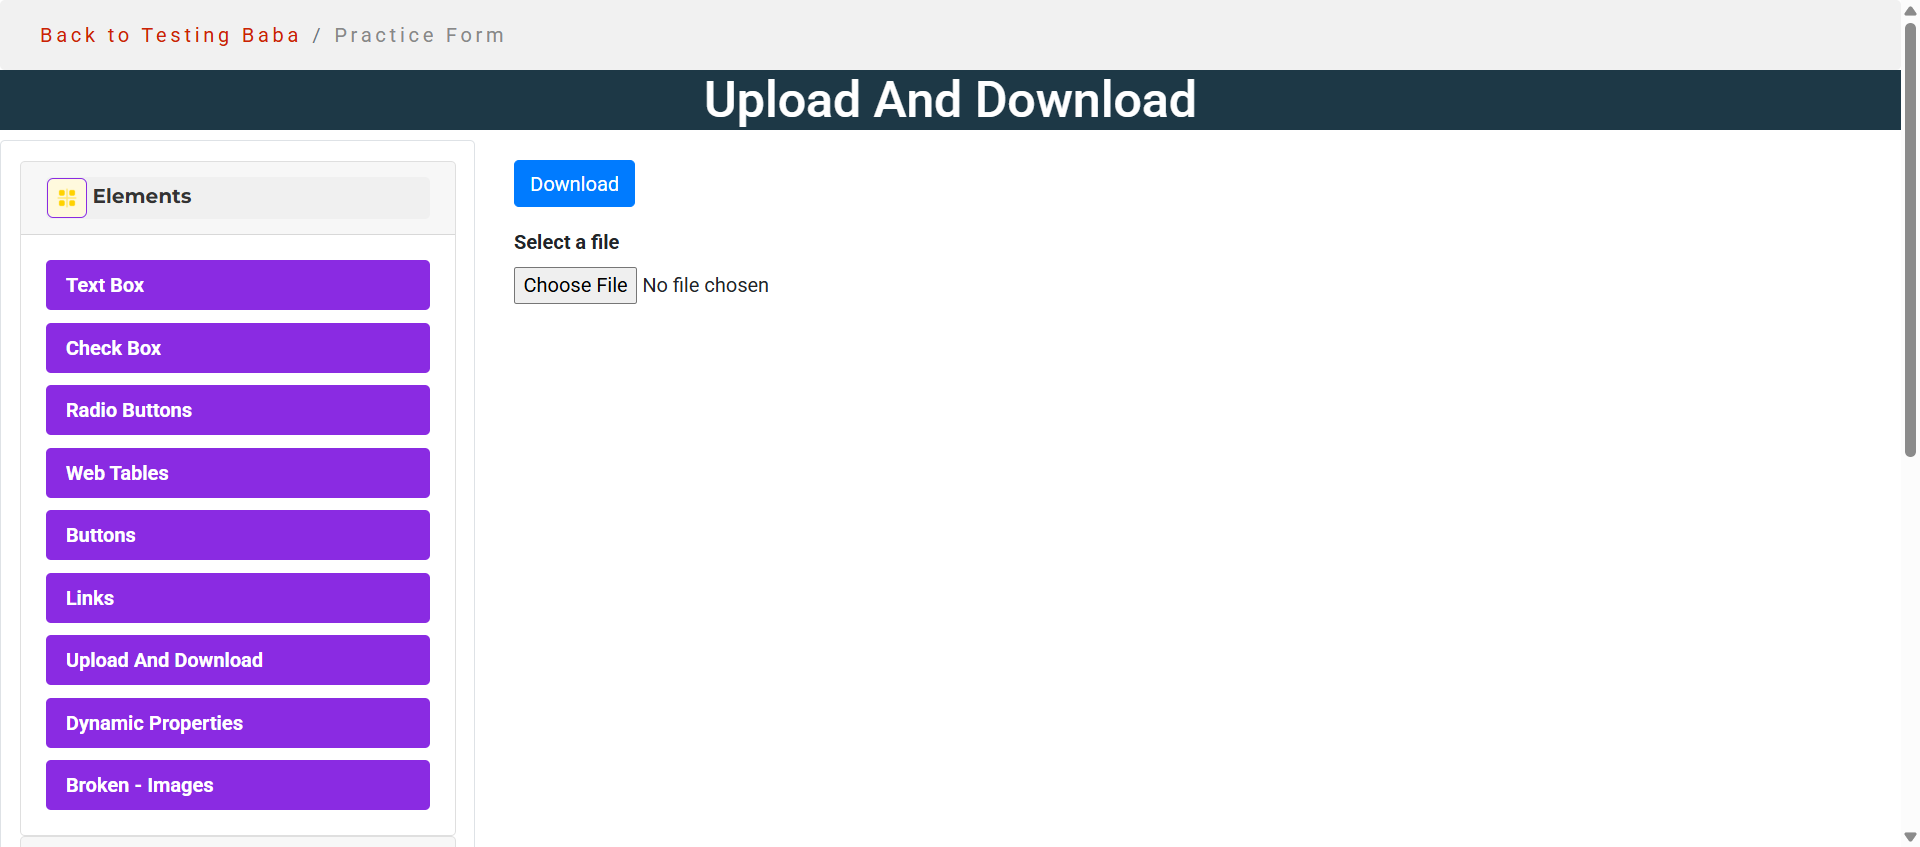 Back to Testing Baba / Practice Form
Upload And Download
Elements
Text Box
Check Box
Radio Buttons
Web Tables
Buttons
Links
Upload And Download
Dynamic Properties
Broken - Images
Download
Select a file
Choose File No file chosen